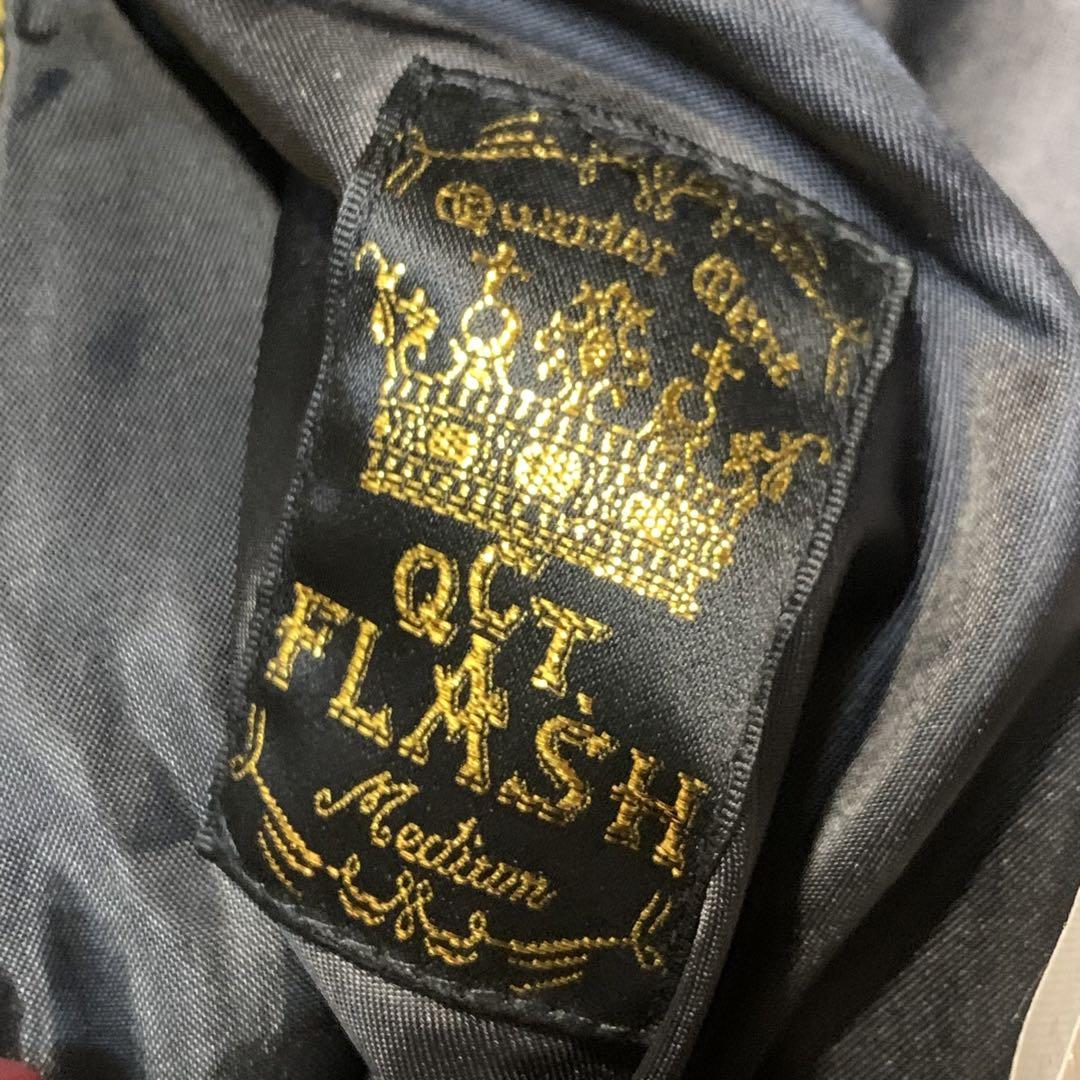 Quarter Cent
QCT.
FLASH
Medium